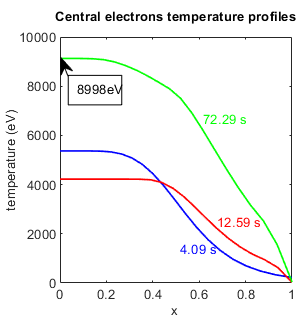 Central electrons temperature profiles
10000
8000
6000
4000
2000
0
temperature (eV)
8998eV
72.29 s
12.59 s
4.09 s
0
0.2
0.4
0.6
0.8
1
x